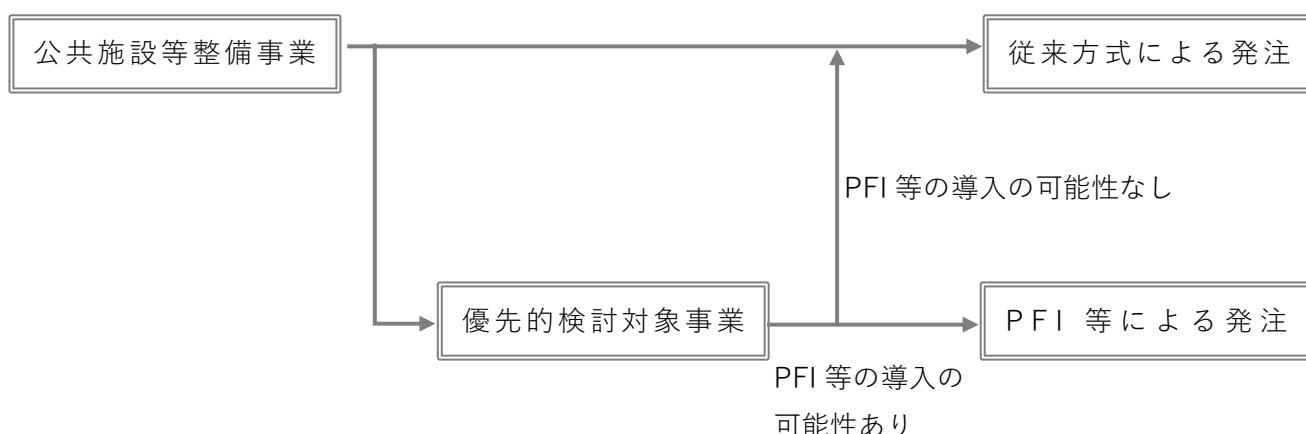 公共施設等整備事業
従来方式による発注
PFI 等の導入の可能性なし
優先的検討対象事業
PFI 等による発注
PFI 等の導入の
可能性あり